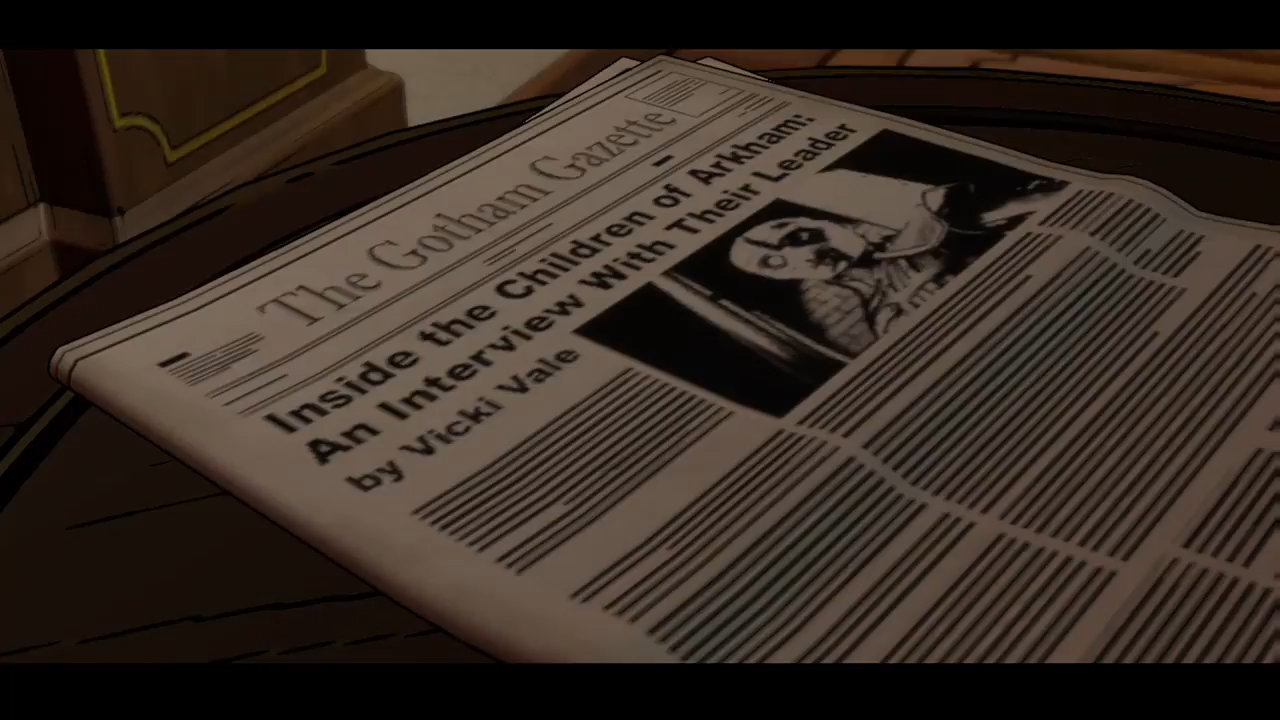 The Gotham Gazette
Inside the Children of Arkham:
An Interview With Their Leader
by Vicki Vale